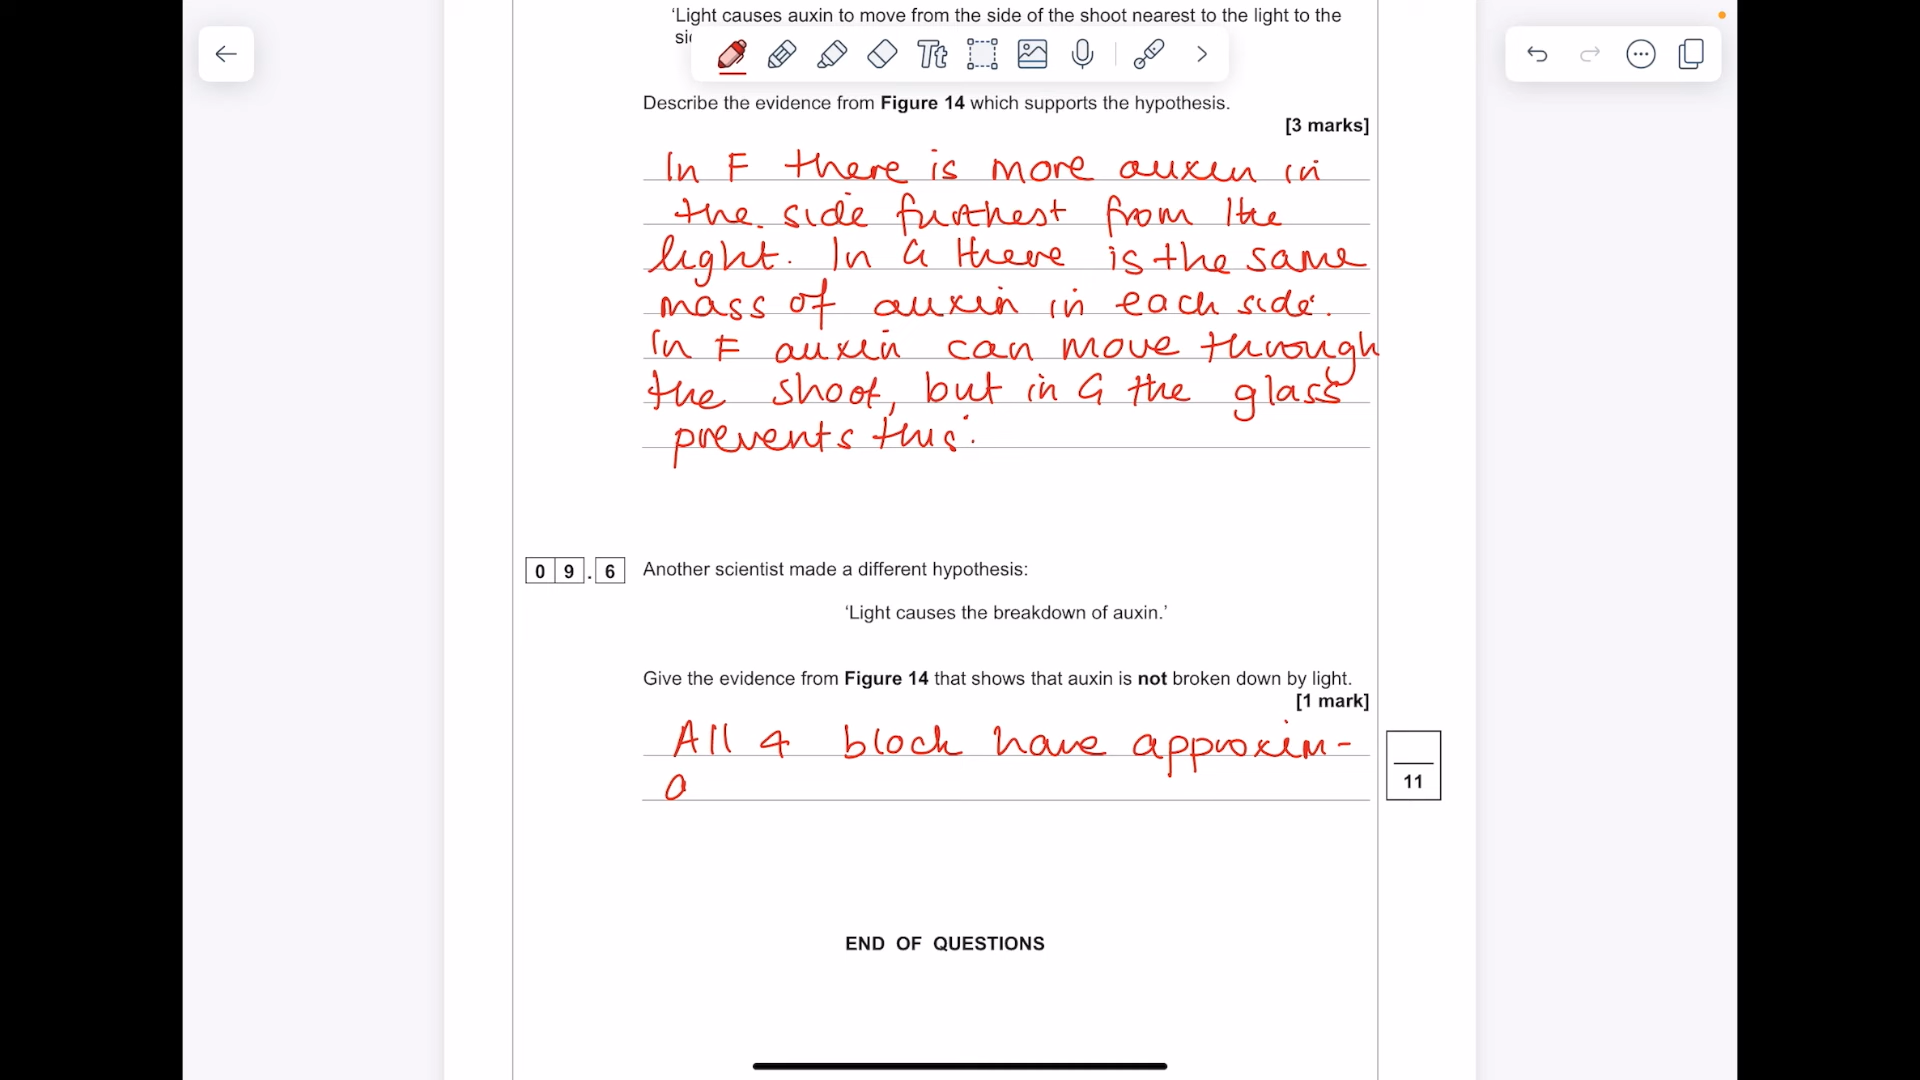 ‘Light causes auxin to move from the side of the shoot nearest to the light to the
Tt
Describe the evidence from Figure 14 which supports the hypothesis.
[3 marks]
In F there is more auxin in
the side furthest from the
light. In G there is the same
mass of auxin in each side.
In F auxin can move through
the shoot, but in G the glass
prevents this.
09.6 Another scientist made a different hypothesis:
‘Light causes the breakdown of auxin.’
Give the evidence from Figure 14 that shows that auxin is not broken down by light.
[1 mark]
All 4 block have approxim-
a
11
END OF QUESTIONS